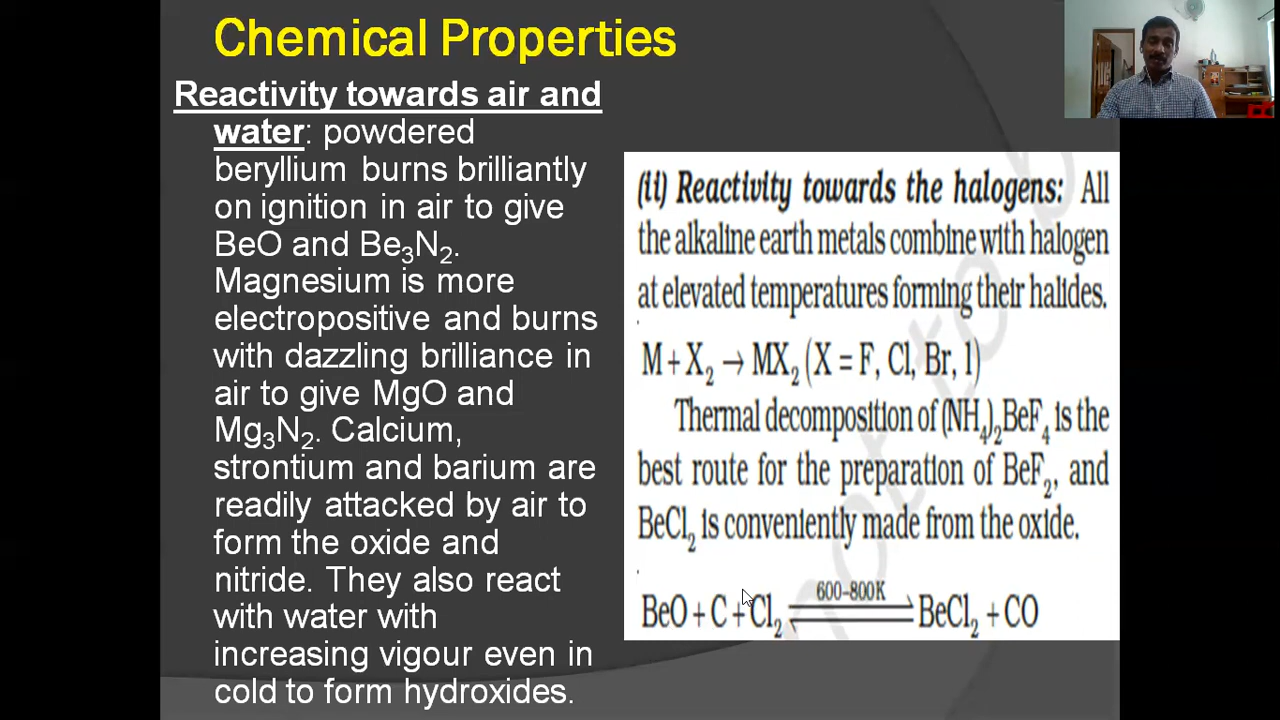 Chemical Properties
Reactivity towards air and
water: powdered
beryllium burns brilliantly
on ignition in air to give
BeO and Be₃N₂.
Magnesium is more
electropositive and burns
with dazzling brilliance in
air to give MgO and
Mg₃N₂. Calcium,
strontium and barium are
readily attacked by air to
form the oxide and
nitride. They also react
with water with
increasing vigour even in
cold to form hydroxides.
(ii) Reactivity towards the halogens: All
the alkaline earth metals combine with halogen
at elevated temperatures forming their halides.
M + X₂ → MX₂ (X = F, Cl, Br, l)
Thermal decomposition of (NH₄)₂BeF₄ is the
best route for the preparation of BeF₂, and
BeCl₂ is conveniently made from the oxide.
600–800K
BeO + C + Cl₂ ⇌ BeCl₂ + CO